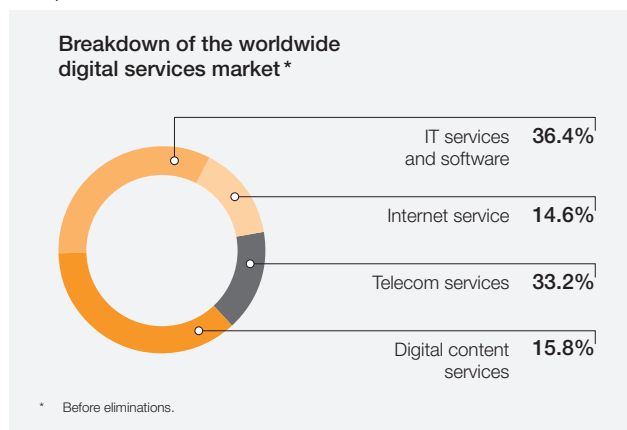 Breakdown of the worldwide
digital services market *
IT services
and software
36.4%
Internet service
14.6%
Telecom services
33.2%
Digital content
services
15.8%
* Before eliminations.